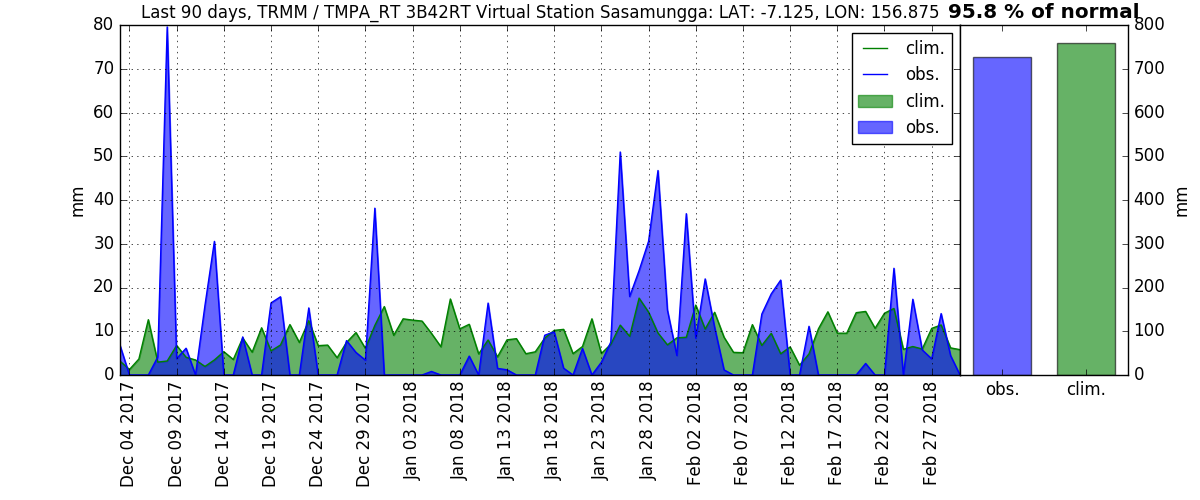 Last 90 days, TRMM / TMPA_RT 3B42RT Virtual Station Sasamungga: LAT: -7.125, LON: 156.875 95.8 % of normal
80
70
60
50
40
30
20
10
0
mm
clim.
obs.
clim.
obs.
800
700
600
500
400
300
200
100
0
mm
Dec 04 2017
Dec 09 2017
Dec 14 2017
Dec 19 2017
Dec 24 2017
Dec 29 2017
Jan 03 2018
Jan 08 2018
Jan 13 2018
Jan 18 2018
Jan 23 2018
Jan 28 2018
Feb 02 2018
Feb 07 2018
Feb 12 2018
Feb 17 2018
Feb 22 2018
Feb 27 2018
obs.
clim.